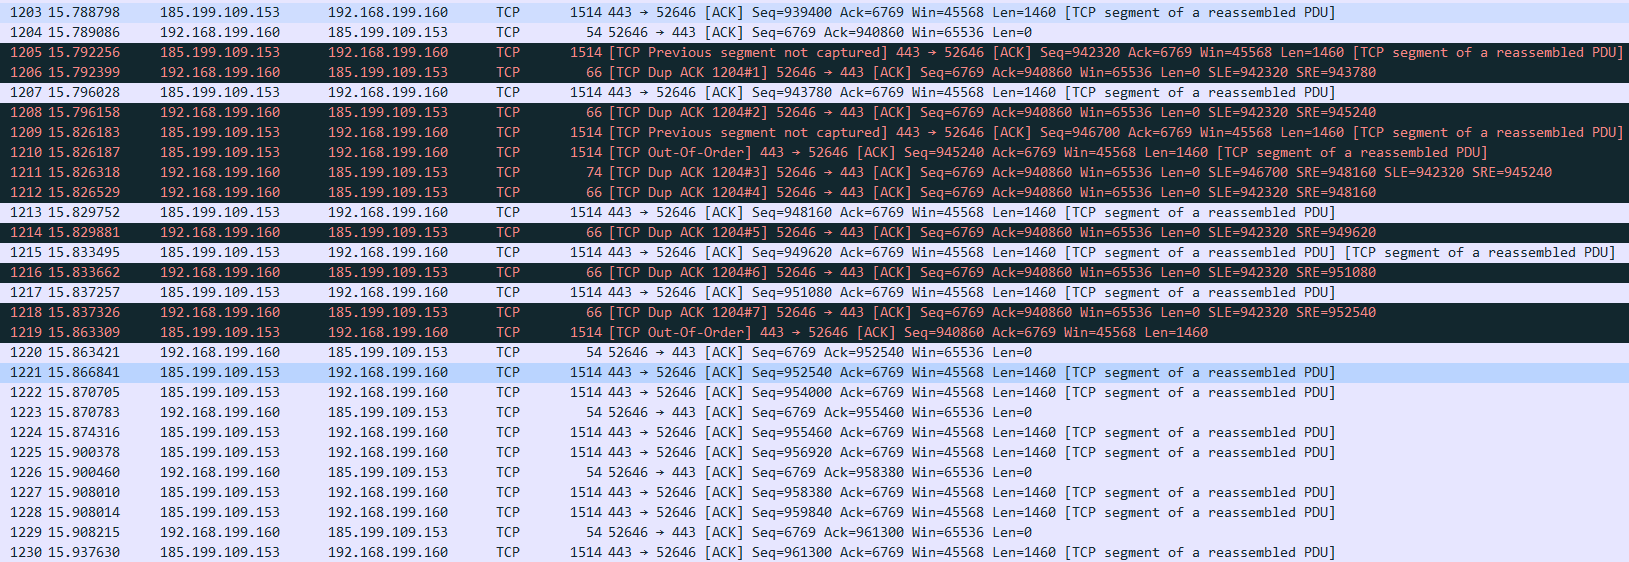 1203 15.788798 185.199.109.153 192.168.199.160 TCP 1514 443 → 52646 [ACK] Seq=939400 Ack=6769 Win=45568 Len=1460 [TCP segment of a reassembled PDU]
1204 15.789086 192.168.199.160 185.199.109.153 TCP 54 52646 → 443 [ACK] Seq=6769 Ack=940860 Win=65536 Len=0
1205 15.792256 185.199.109.153 192.168.199.160 TCP 1514 [TCP Previous segment not captured] 443 → 52646 [ACK] Seq=942320 Ack=6769 Win=45568 Len=1460 [TCP segment of a reassembled PDU]
1206 15.792399 192.168.199.160 185.199.109.153 TCP 66 [TCP Dup ACK 1204#1] 52646 → 443 [ACK] Seq=6769 Ack=940860 Win=65536 Len=0 SLE=942320 SRE=943780
1207 15.796028 185.199.109.153 192.168.199.160 TCP 1514 443 → 52646 [ACK] Seq=943780 Ack=6769 Win=45568 Len=1460 [TCP segment of a reassembled PDU]
1208 15.796158 192.168.199.160 185.199.109.153 TCP 66 [TCP Dup ACK 1204#2] 52646 → 443 [ACK] Seq=6769 Ack=940860 Win=65536 Len=0 SLE=942320 SRE=945240
1209 15.826183 185.199.109.153 192.168.199.160 TCP 1514 [TCP Previous segment not captured] 443 → 52646 [ACK] Seq=946700 Ack=6769 Win=45568 Len=1460 [TCP segment of a reassembled PDU]
1210 15.826187 185.199.109.153 192.168.199.160 TCP 1514 [TCP Out-Of-Order] 443 → 52646 [ACK] Seq=945240 Ack=6769 Win=45568 Len=1460 [TCP segment of a reassembled PDU]
1211 15.826318 192.168.199.160 185.199.109.153 TCP 74 [TCP Dup ACK 1204#3] 52646 → 443 [ACK] Seq=6769 Ack=940860 Win=65536 Len=0 SLE=946700 SRE=948160 SLE=942320 SRE=945240
1212 15.826529 192.168.199.160 185.199.109.153 TCP 66 [TCP Dup ACK 1204#4] 52646 → 443 [ACK] Seq=6769 Ack=940860 Win=65536 Len=0 SLE=942320 SRE=948160
1213 15.829752 185.199.109.153 192.168.199.160 TCP 1514 443 → 52646 [ACK] Seq=948160 Ack=6769 Win=45568 Len=1460 [TCP segment of a reassembled PDU]
1214 15.829881 192.168.199.160 185.199.109.153 TCP 66 [TCP Dup ACK 1204#5] 52646 → 443 [ACK] Seq=6769 Ack=940860 Win=65536 Len=0 SLE=942320 SRE=949620
1215 15.833495 185.199.109.153 192.168.199.160 TCP 1514 443 → 52646 [ACK] Seq=949620 Ack=6769 Win=45568 Len=1460 [TCP segment of a reassembled PDU] [TCP segment of a reassembled PDU]
1216 15.833662 192.168.199.160 185.199.109.153 TCP 66 [TCP Dup ACK 1204#6] 52646 → 443 [ACK] Seq=6769 Ack=940860 Win=65536 Len=0 SLE=942320 SRE=951080
1217 15.837257 185.199.109.153 192.168.199.160 TCP 1514 443 → 52646 [ACK] Seq=951080 Ack=6769 Win=45568 Len=1460 [TCP segment of a reassembled PDU]
1218 15.837326 192.168.199.160 185.199.109.153 TCP 66 [TCP Dup ACK 1204#7] 52646 → 443 [ACK] Seq=6769 Ack=940860 Win=65536 Len=0 SLE=942320 SRE=952540
1219 15.863309 185.199.109.153 192.168.199.160 TCP 1514 [TCP Out-Of-Order] 443 → 52646 [ACK] Seq=940860 Ack=6769 Win=45568 Len=1460
1220 15.863421 192.168.199.160 185.199.109.153 TCP 54 52646 → 443 [ACK] Seq=6769 Ack=952540 Win=65536 Len=0
1221 15.866841 185.199.109.153 192.168.199.160 TCP 1514 443 → 52646 [ACK] Seq=952540 Ack=6769 Win=45568 Len=1460 [TCP segment of a reassembled PDU]
1222 15.870705 185.199.109.153 192.168.199.160 TCP 1514 443 → 52646 [ACK] Seq=954000 Ack=6769 Win=45568 Len=1460 [TCP segment of a reassembled PDU]
1223 15.870783 192.168.199.160 185.199.109.153 TCP 54 52646 → 443 [ACK] Seq=6769 Ack=955460 Win=65536 Len=0
1224 15.874316 185.199.109.153 192.168.199.160 TCP 1514 443 → 52646 [ACK] Seq=955460 Ack=6769 Win=45568 Len=1460 [TCP segment of a reassembled PDU]
1225 15.900378 185.199.109.153 192.168.199.160 TCP 1514 443 → 52646 [ACK] Seq=956920 Ack=6769 Win=45568 Len=1460 [TCP segment of a reassembled PDU]
1226 15.900460 192.168.199.160 185.199.109.153 TCP 54 52646 → 443 [ACK] Seq=6769 Ack=958380 Win=65536 Len=0
1227 15.908010 185.199.109.153 192.168.199.160 TCP 1514 443 → 52646 [ACK] Seq=958380 Ack=6769 Win=45568 Len=1460 [TCP segment of a reassembled PDU]
1228 15.908014 185.199.109.153 192.168.199.160 TCP 1514 443 → 52646 [ACK] Seq=959840 Ack=6769 Win=45568 Len=1460 [TCP segment of a reassembled PDU]
1229 15.908215 192.168.199.160 185.199.109.153 TCP 54 52646 → 443 [ACK] Seq=6769 Ack=961300 Win=65536 Len=0
1230 15.937630 185.199.109.153 192.168.199.160 TCP 1514 443 → 52646 [ACK] Seq=961300 Ack=6769 Win=45568 Len=1460 [TCP segment of a reassembled PDU]